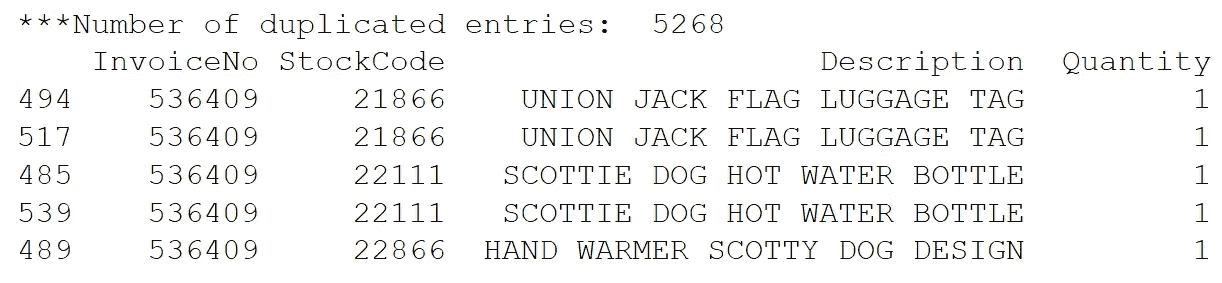 ***Number of duplicated entries:  5268
    InvoiceNo StockCode                     Description  Quantity
494    536409     21866     UNION JACK FLAG LUGGAGE TAG         1
517    536409     21866     UNION JACK FLAG LUGGAGE TAG         1
485    536409     22111    SCOTTIE DOG HOT WATER BOTTLE         1
539    536409     22111    SCOTTIE DOG HOT WATER BOTTLE         1
489    536409     22866   HAND WARMER SCOTTY DOG DESIGN         1